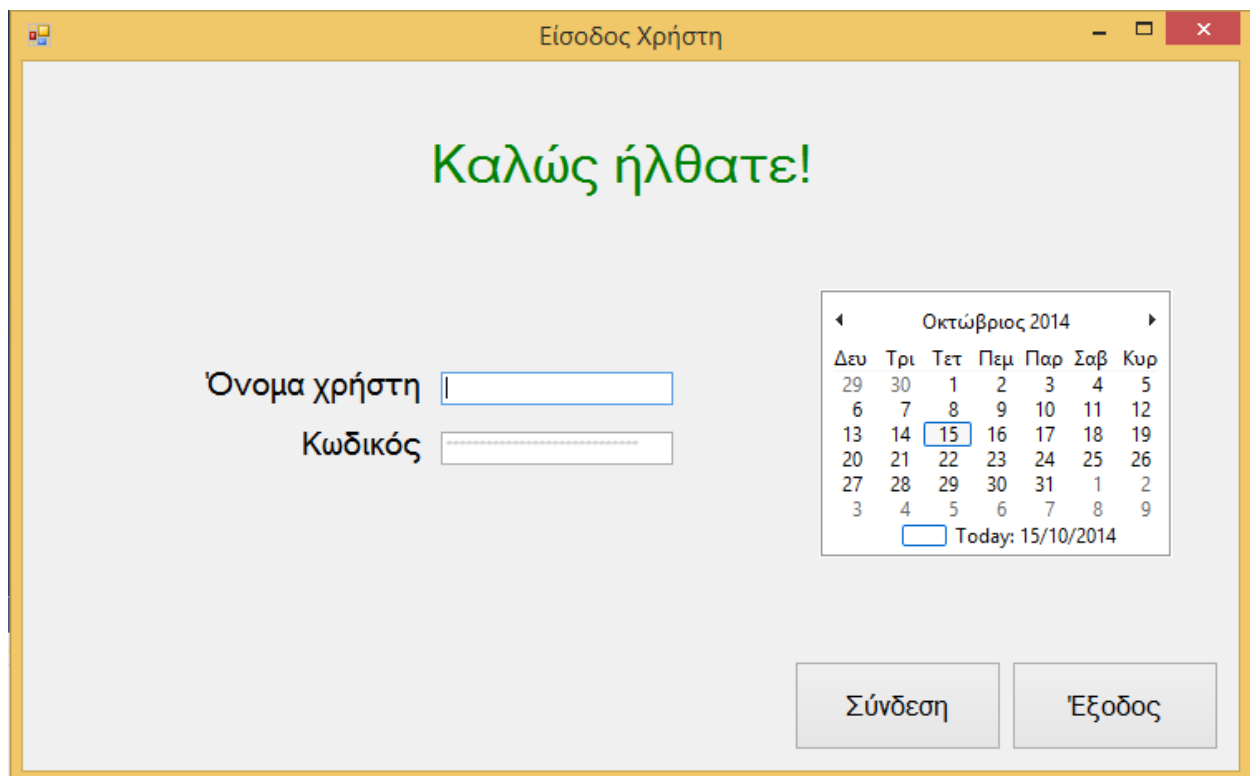 Είσοδος Χρήστη
Καλώς ήλθατε!
Όνομα χρήστη
Κωδικός
Οκτώβριος 2014
Δευ Τρι Τετ Πεμ Παρ Σαβ Κυρ
29 30 1 2 3 4 5
6 7 8 9 10 11 12
13 14 15 16 17 18 19
20 21 22 23 24 25 26
27 28 29 30 31 1 2
3 4 5 6 7 8 9
Today: 15/10/2014
Σύνδεση Έξοδος